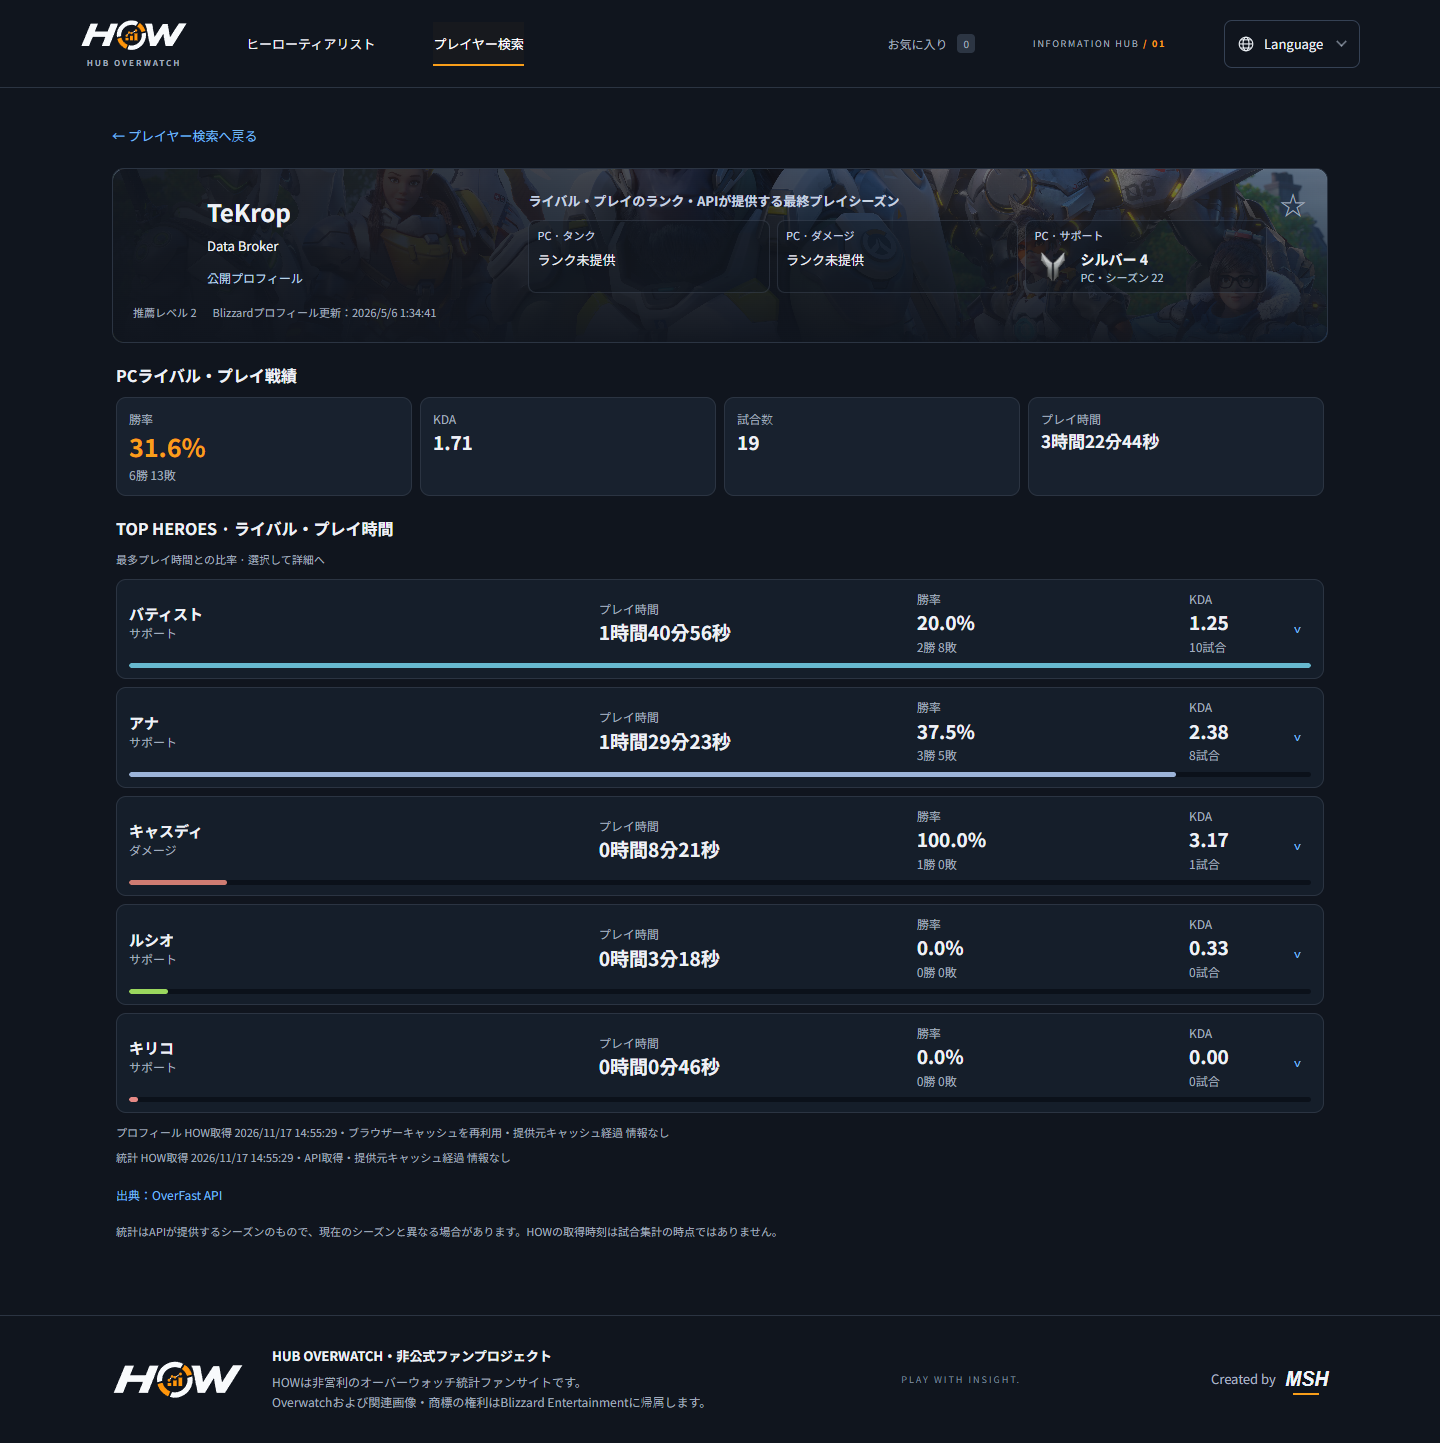 HOW
HUB OVERWATCH
ヒーローティアリスト
プレイヤー検索
お気に入り 0
INFORMATION HUB / 01
Language
← プレイヤー検索へ戻る
TeKrop
Data Broker
公開プロフィール
推薦レベル 2 Blizzardプロフィール更新：2026/5/6 1:34:41
ライバル・プレイのランク・APIが提供する最終プレイシーズン
PC・タンク
ランク未提供
PC・ダメージ
ランク未提供
PC・サポート
シルバー 4
PC・シーズン 22
PCライバル・プレイ戦績
勝率
31.6%
6勝 13敗
KDA
1.71
試合数
19
プレイ時間
3時間22分44秒
TOP HEROES・ライバル・プレイ時間
最多プレイ時間との比率・選択して詳細へ
バティスト
サポート
プレイ時間
1時間40分56秒
勝率
20.0%
2勝 8敗
KDA
1.25
10試合
v
アナ
サポート
プレイ時間
1時間29分23秒
勝率
37.5%
3勝 5敗
KDA
2.38
8試合
v
キャスディ
ダメージ
プレイ時間
0時間8分21秒
勝率
100.0%
1勝 0敗
KDA
3.17
1試合
v
ルシオ
サポート
プレイ時間
0時間3分18秒
勝率
0.0%
0勝 0敗
KDA
0.33
0試合
v
キリコ
サポート
プレイ時間
0時間0分46秒
勝率
0.0%
0勝 0敗
KDA
0.00
0試合
v
プロフィール HOW取得 2026/11/17 14:55:29・ブラウザーキャッシュを再利用・提供元キャッシュ経過 情報なし
統計 HOW取得 2026/11/17 14:55:29・API取得・提供元キャッシュ経過 情報なし
出典：OverFast API
統計はAPIが提供するシーズンのもので、現在のシーズンと異なる場合があります。HOWの取得時刻は試合集計の時点ではありません。
HOW
HUB OVERWATCH・非公式ファンプロジェクト
HOWは非営利のオーバーウォッチ統計ファンサイトです。
Overwatchおよび関連画像・商標の権利はBlizzard Entertainmentに帰属します。
PLAY WITH INSIGHT.
Created by MSH